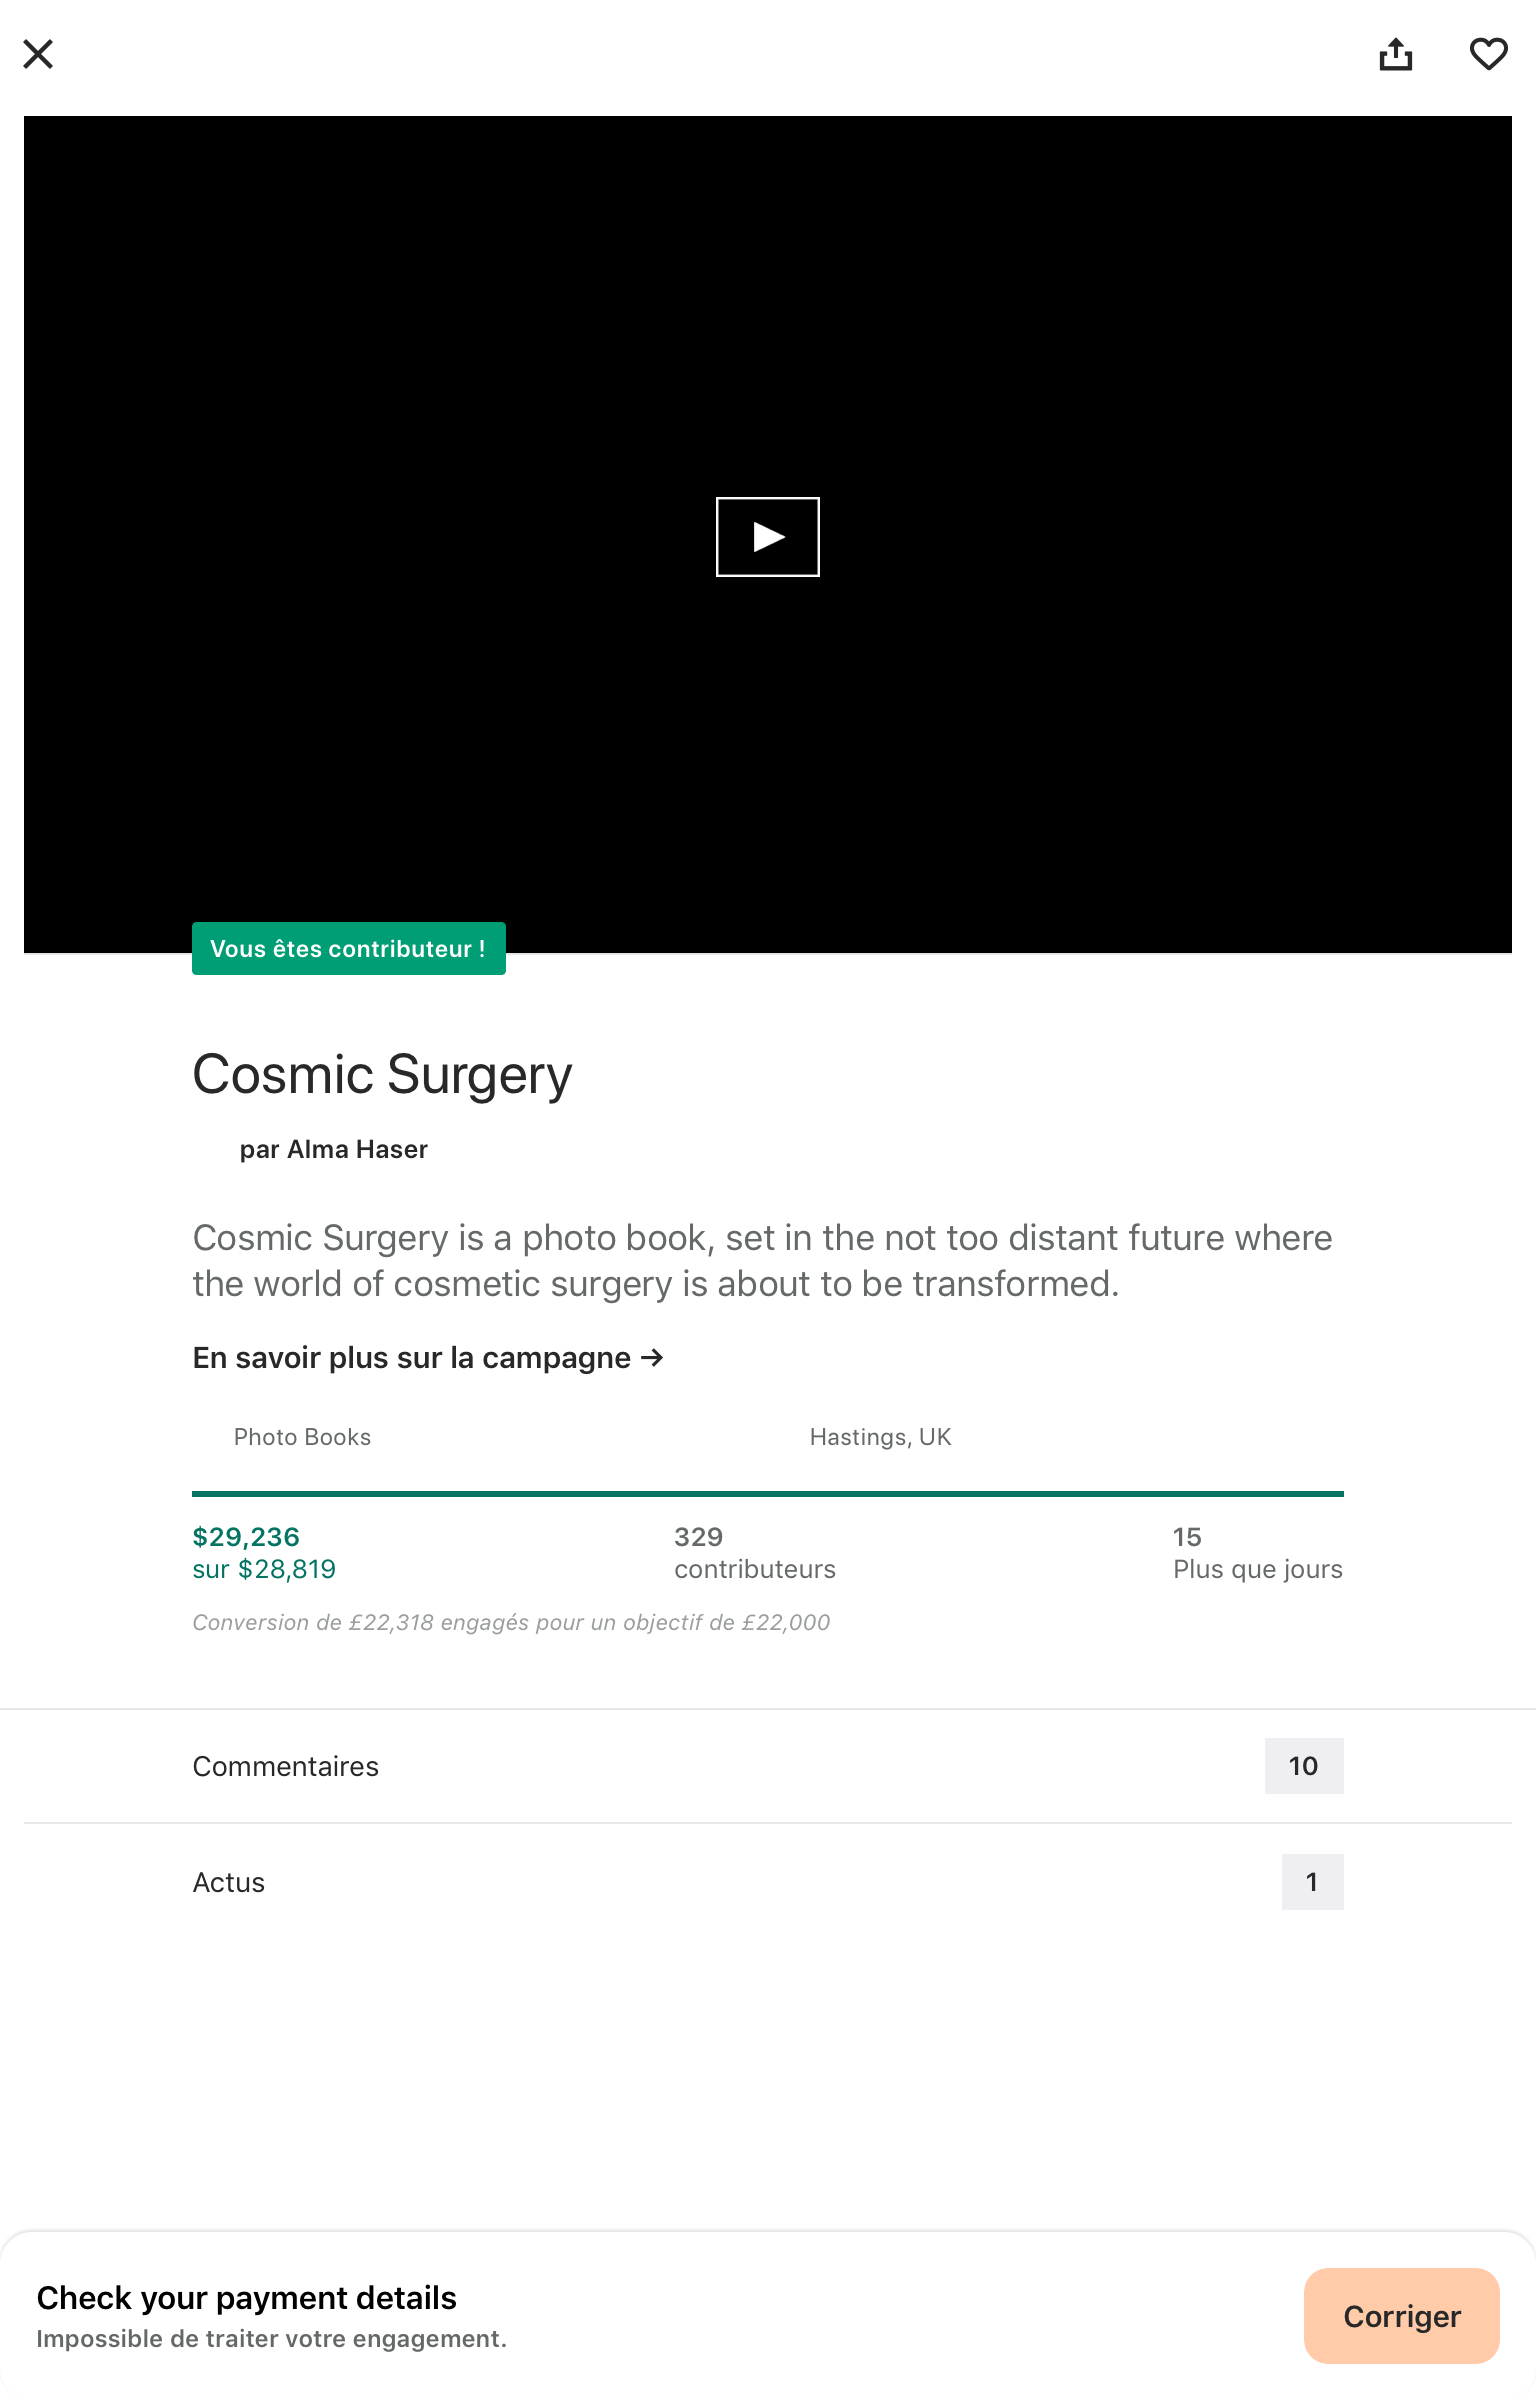 Vous êtes contributeur !
Cosmic Surgery
par Alma Haser
Cosmic Surgery is a photo book, set in the not too distant future where
the world of cosmetic surgery is about to be transformed.
En savoir plus sur la campagne →
Photo Books
Hastings, UK
$29,236
sur $28,819
329
contributeurs
15
Plus que jours
Conversion de £22,318 engagés pour un objectif de £22,000
Commentaires
10
Actus
1
Check your payment details
Impossible de traiter votre engagement.
Corriger